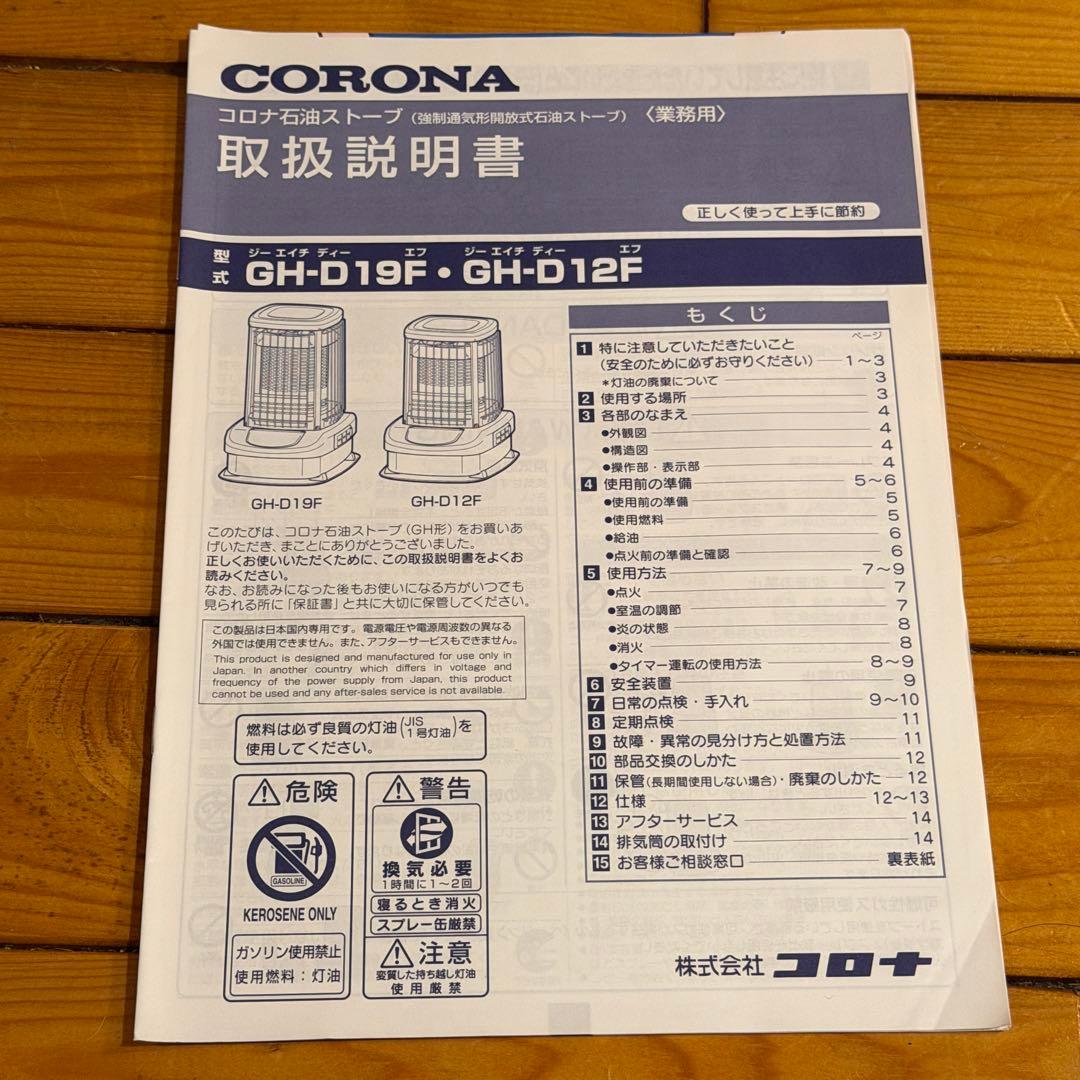 CORONA
コロナ石油ストーブ（強制通気形開放式石油ストーブ）〈業務用〉
取扱説明書
正しく使って上手に節約
ジー エイチ ディー エフ ジー エイチ ディー エフ
型式 GH-D19F・GH-D12F
GH-D19F
GH-D12F
このたびは、コロナ石油ストーブ（GH形）をお買いあ
げいただき、まことにありがとうございました。
正しくお使いいただくために、この取扱説明書をよくお
読みください。
なお、お読みになった後もお使いになる方がいつでも
見られる所に「保証書」と共に大切に保管してください。
この製品は日本国内専用です。電源電圧や電源周波数の異なる
外国では使用できません。また、アフターサービスもできません。
This product is designed and manufactured for use only in
Japan. In another country which differs in voltage and
frequency of the power supply from Japan, this product
cannot be used and any after-sales service is not available.
燃料は必ず良質の灯油（JIS 1号灯油）を
使用してください。
危険
GASOLINE
KEROSENE ONLY
ガソリン使用禁止
使用燃料：灯油
警告
換気必要
1時間に1～2回
寝るとき消火
スプレー缶厳禁
注意
変質した持ち越し灯油
使用厳禁
もくじ
ページ
1 特に注意していただきたいこと
（安全のために必ずお守りください）1～3
＊灯油の廃棄について 3
2 使用する場所 3
3 各部のなまえ 4
●外観図 4
●構造図 4
●操作部・表示部 4
4 使用前の準備 5～6
●使用前の準備 5
●使用燃料 5
●給油 6
●点火前の準備と確認 6
5 使用方法 7～9
●点火 7
●室温の調節 7
●炎の状態 8
●消火 8
●タイマー運転の使用方法 8～9
6 安全装置 9
7 日常の点検・手入れ 9～10
8 定期点検 11
9 故障・異常の見分け方と処置方法 11
10 部品交換のしかた 12
11 保管（長期間使用しない場合）・廃棄のしかた 12
12 仕様 12～13
13 アフターサービス 14
14 排気筒の取付け 14
15 お客様ご相談窓口 裏表紙
株式会社 コロナ